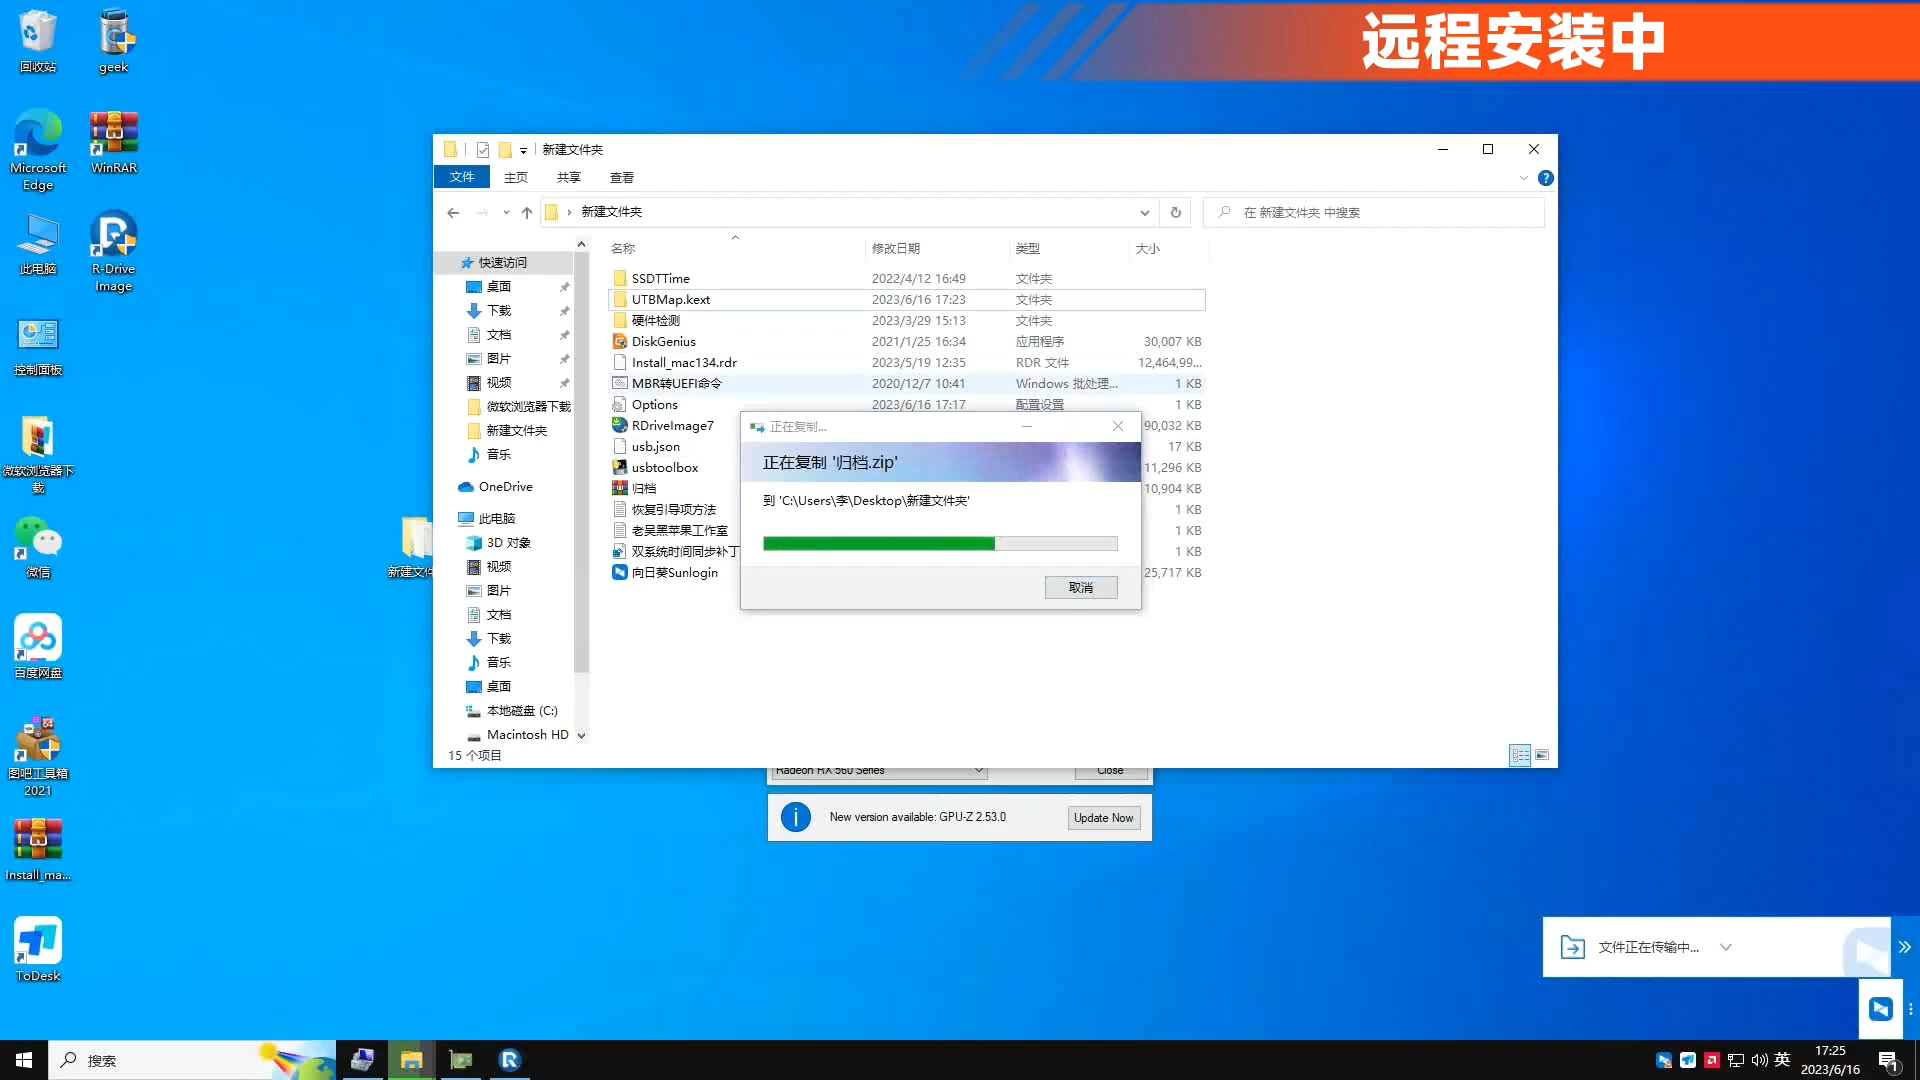 远程安装中
回收站
geek
Microsoft Edge
WinRAR
此电脑
R-Drive Image
控制面板
微软浏览器下载
微信
百度网盘
图吧工具箱 2021
Install_ma...
ToDesk
新建文件
新建文件夹
文件
主页
共享
查看
新建文件夹
在 新建文件夹 中搜索
快速访问
桌面
下载
文档
图片
视频
微软浏览器下载
新建文件夹
音乐
OneDrive
此电脑
3D 对象
视频
图片
文档
下载
音乐
桌面
本地磁盘 (C:)
Macintosh HD
15 个项目
名称 修改日期 类型 大小
SSDTTime 2022/4/12 16:49 文件夹
UTBMap.kext 2023/6/16 17:23 文件夹
硬件检测 2023/3/29 15:13 文件夹
DiskGenius 2021/1/25 16:34 应用程序 30,007 KB
Install_mac134.rdr 2023/5/19 12:35 RDR 文件 12,464,99...
MBR转UEFI命令 2020/12/7 10:41 Windows 批处理... 1 KB
Options 2023/6/16 17:17 配置设置 1 KB
RDriveImage7 90,032 KB
usb.json 17 KB
usbtoolbox 11,296 KB
归档 10,904 KB
恢复引导项方法 1 KB
老吴黑苹果工作室 1 KB
双系统时间同步补丁 1 KB
向日葵Sunlogin 25,717 KB
正在复制...
正在复制 '归档.zip'
到 'C:\Users\李\Desktop\新建文件夹'
取消
Radeon RX 560 Series
Close
New version available: GPU-Z 2.53.0
Update Now
文件正在传输中...
搜索
英
17:25
2023/6/16
1